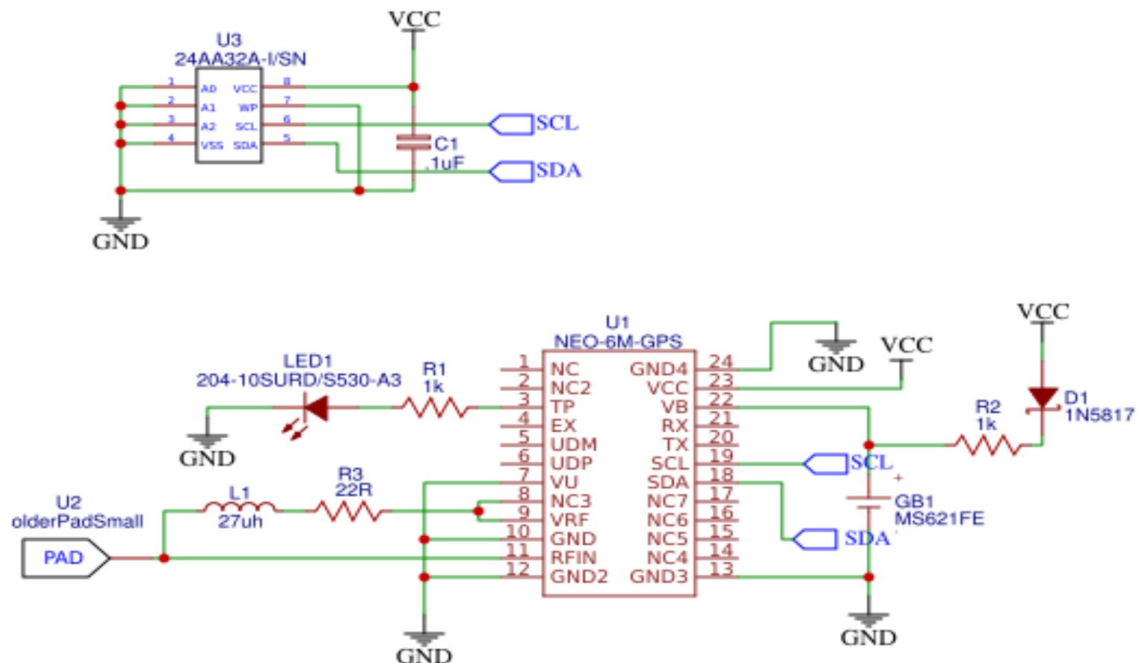 VCC
U3
24AA32A-I/SN
1 A0 VCC 8
2 A1 WP 7
3 A2 SCL 6
4 VSS SDA 5
SCL
C1
.1uF
SDA
GND
U1
NEO-6M-GPS
VCC
LED1
204-10SURD/S530-A3
R1
1k
GND
1 NC GND4 24
2 NC2 VCC 23
3 TP VB 22
4 EX RX 21
5 UDM TX 20
6 UDP SCL 19
7 VU SDA 18
8 NC3 NC7 17
9 VRF NC6 16
10 GND NC5 15
11 RFIN NC4 14
12 GND2 GND3 13
GND
VCC
R2
1k
D1
1N5817
SCL
+
GB1
MS621FE
-
SDA
U2
olderPadSmall
L1
27uh
R3
22R
PAD
GND
GND